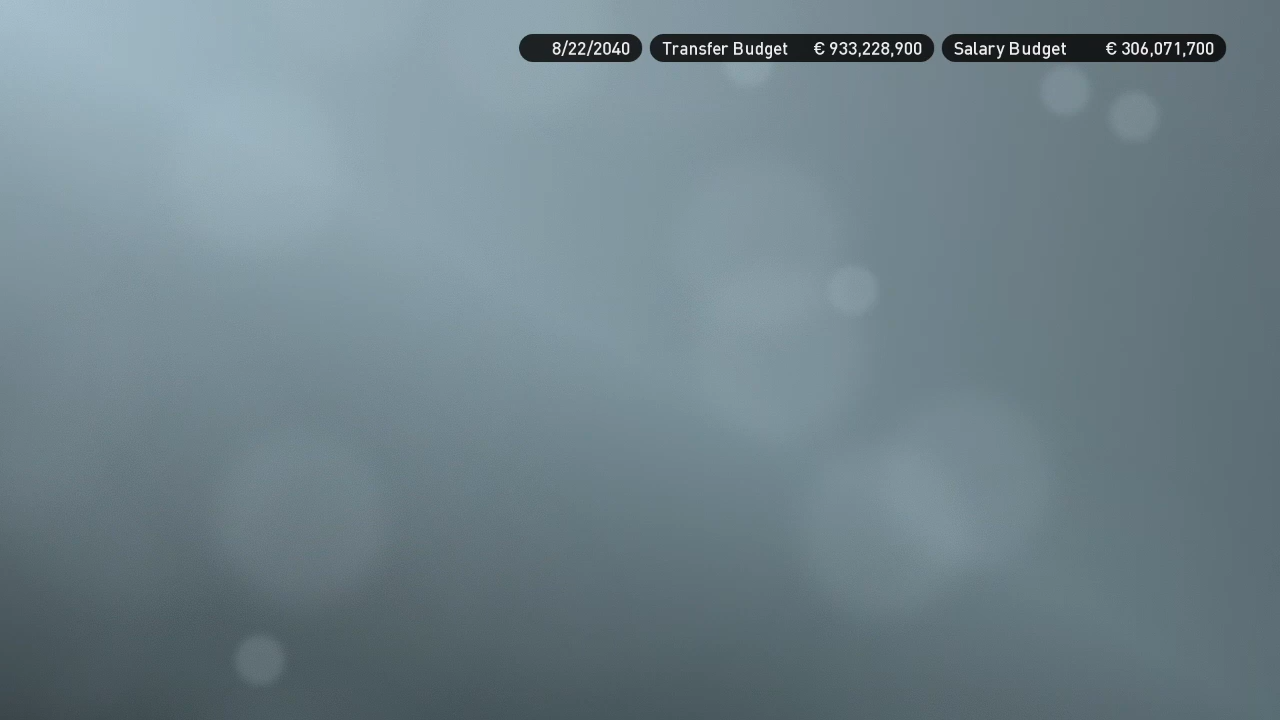 8/22/2040 Transfer Budget € 933,228,900 Salary Budget € 306,071,700